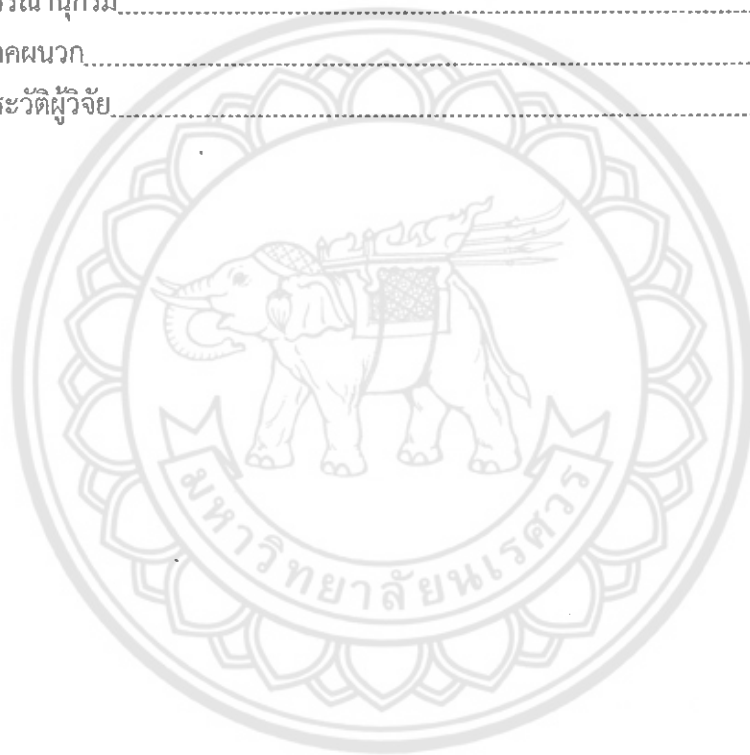 รณานุกรม
าคผนวก
ระวัติผู้วิจัย
มหาวิทยาลัยนเรศวร